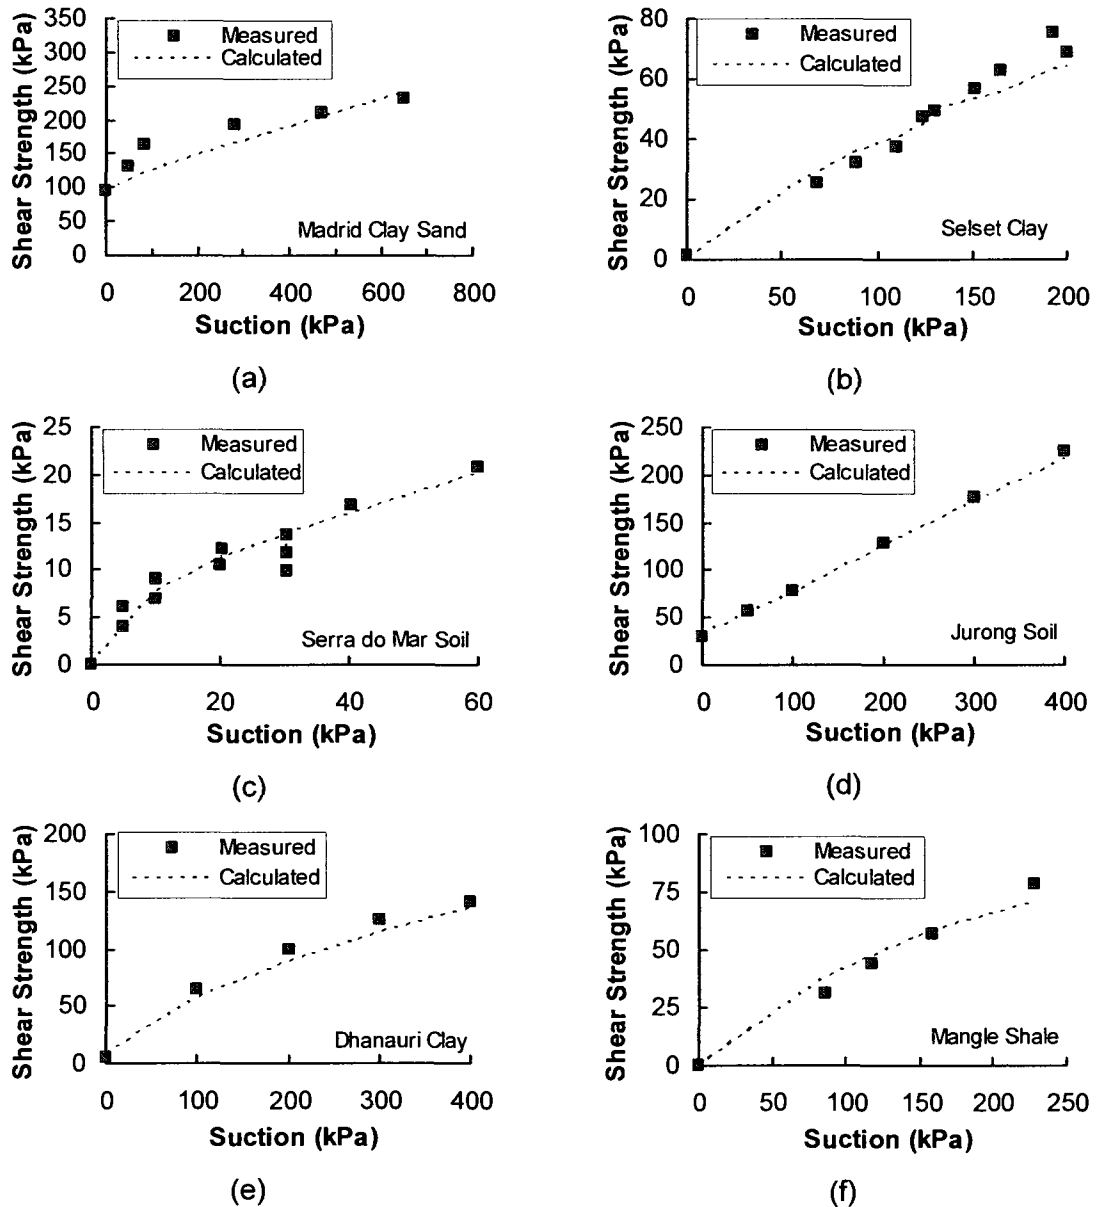 Shear Strength (kPa)
350
300
250
200
150
100
50
0
Measured
Calculated
Madrid Clay Sand
0 200 400 600 800
Suction (kPa)
(a)
Shear Strength (kPa)
80
60
40
20
0
Measured
Calculated
Selset Clay
0 50 100 150 200
Suction (kPa)
(b)
Shear Strength (kPa)
25
20
15
10
5
0
Measured
Calculated
Serra do Mar Soil
0 20 40 60
Suction (kPa)
(c)
Shear Strength (kPa)
250
200
150
100
50
0
Measured
Calculated
Jurong Soil
0 100 200 300 400
Suction (kPa)
(d)
Shear Strength (kPa)
200
150
100
50
0
Measured
Calculated
Dhanauri Clay
0 100 200 300 400
Suction (kPa)
(e)
Shear Strength (kPa)
100
75
50
25
0
Measured
Calculated
Mangle Shale
0 50 100 150 200 250
Suction (kPa)
(f)